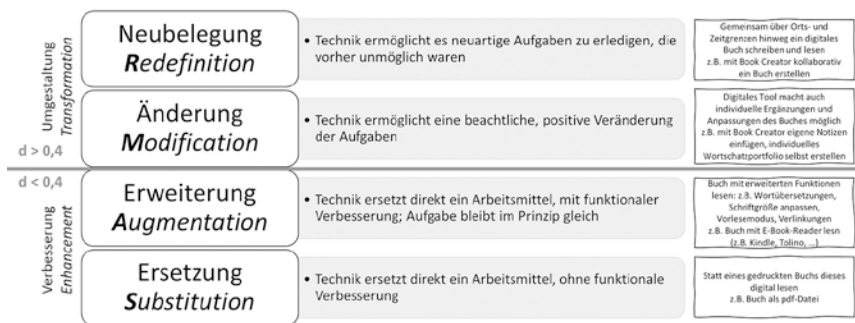 Umgestaltung
Transformation
d > 0,4
Neubelegung
Redefinition
• Technik ermöglicht es neuartige Aufgaben zu erledigen, die
vorher unmöglich waren
Gemeinsam über Orts- und
Zeitgrenzen hinweg ein digitales
Buch schreiben und lesen
z.B. mit Book Creator kollaborativ
ein Buch erstellen
Änderung
Modification
• Technik ermöglicht eine beachtliche, positive Veränderung
der Aufgaben
Digitales Tool macht auch
individuelle Ergänzungen und
Anpassungen des Buches möglich
z.B. mit Book Creator eigene Notizen
einfügen, individuelles
Wortschatzportfolio selbst erstellen
d < 0,4
Verbesserung
Enhancement
Erweiterung
Augmentation
• Technik ersetzt direkt ein Arbeitsmittel, mit funktionaler
Verbesserung; Aufgabe bleibt im Prinzip gleich
Buch mit erweiterten Funktionen
lesen: z.B. Wortübersetzungen,
Schriftgröße anpassen,
Vorlesemodus, Verlinkungen
z.B. Buch mit E-Book-Reader lesn
(z.B. Kindle, Tolino, ...)
Ersetzung
Substitution
• Technik ersetzt direkt ein Arbeitsmittel, ohne funktionale
Verbesserung
Statt eines gedruckten Buchs dieses
digital lesen
z.B. Buch als pdf-Datei